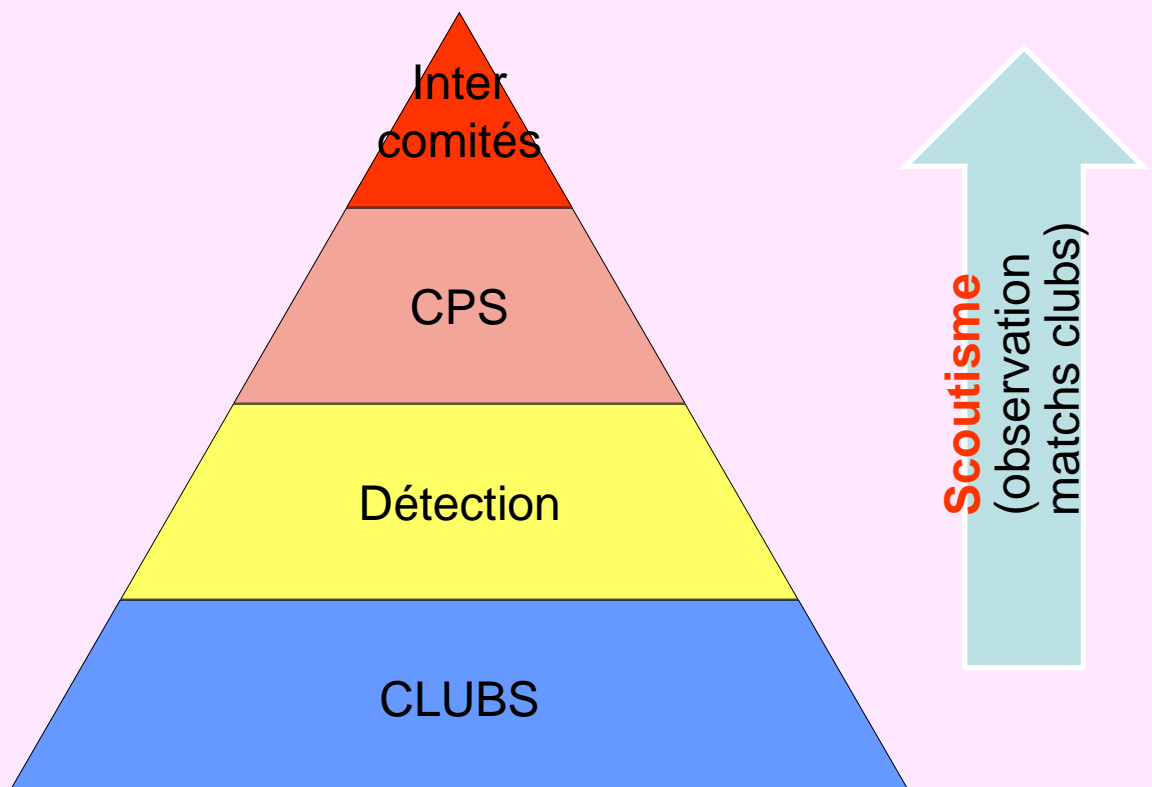 Inter
comités
CPS
Détection
CLUBS
Scoutisme
(observation
matchs clubs)